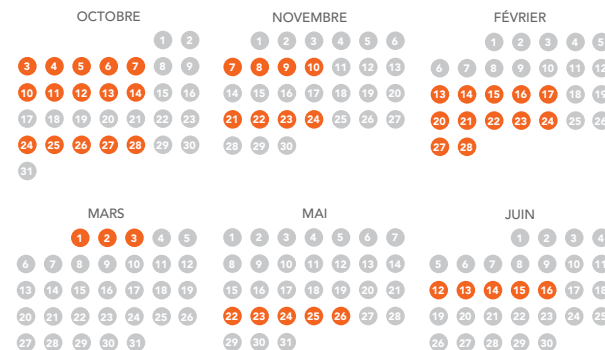 OCTOBRE
1 2
3 4 5 6 7 8 9
10 11 12 13 14 15 16
17 18 19 20 21 22 23
24 25 26 27 28 29 30
31
NOVEMBRE
1 2 3 4 5 6
7 8 9 10 11 12 13
14 15 16 17 18 19 20
21 22 23 24 25 26 27
28 29 30
FÉVRIER
1 2 3 4 5
6 7 8 9 10 11 12
13 14 15 16 17 18 19
20 21 22 23 24 25 26
27 28
MARS
1 2 3 4 5
6 7 8 9 10 11 12
13 14 15 16 17 18 19
20 21 22 23 24 25 26
27 28 29 30 31
MAI
1 2 3 4 5 6 7
8 9 10 11 12 13 14
15 16 17 18 19 20 21
22 23 24 25 26 27 28
29 30 31
JUIN
1 2 3 4
5 6 7 8 9 10 11
12 13 14 15 16 17 18
19 20 21 22 23 24 25
26 27 28 29 30